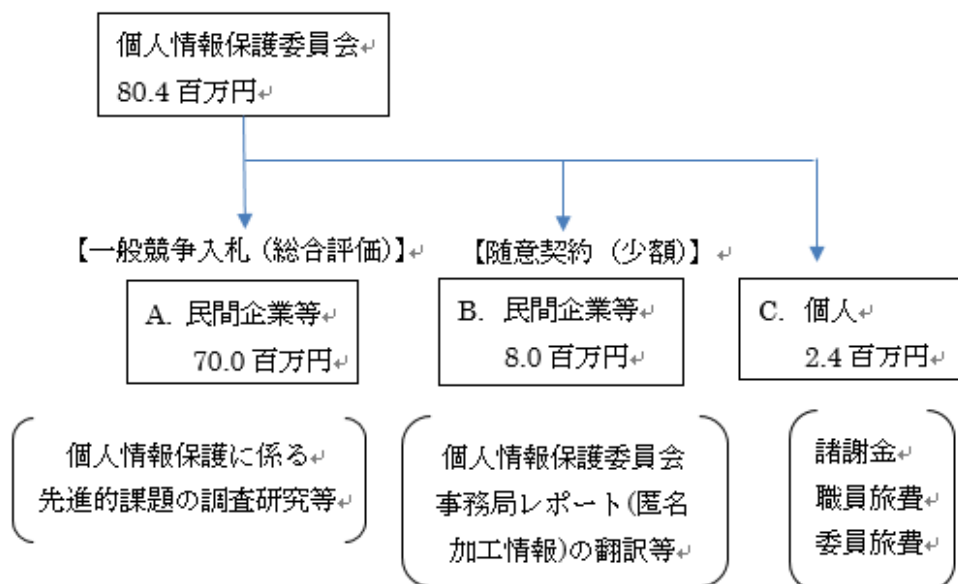 個人情報保護委員会↵
80.4 百万円↵
【一般競争入札（総合評価）】↵
【随意契約（少額）】↵
A. 民間企業等↵
70.0 百万円↵
B. 民間企業等↵
8.0 百万円↵
C. 個人↵
2.4 百万円↵
個人情報保護に係る↵
先進的課題の調査研究等↵
個人情報保護委員会
事務局レポート(匿名
加工情報)の翻訳等↵
諸謝金↵
職員旅費↵
委員旅費↵